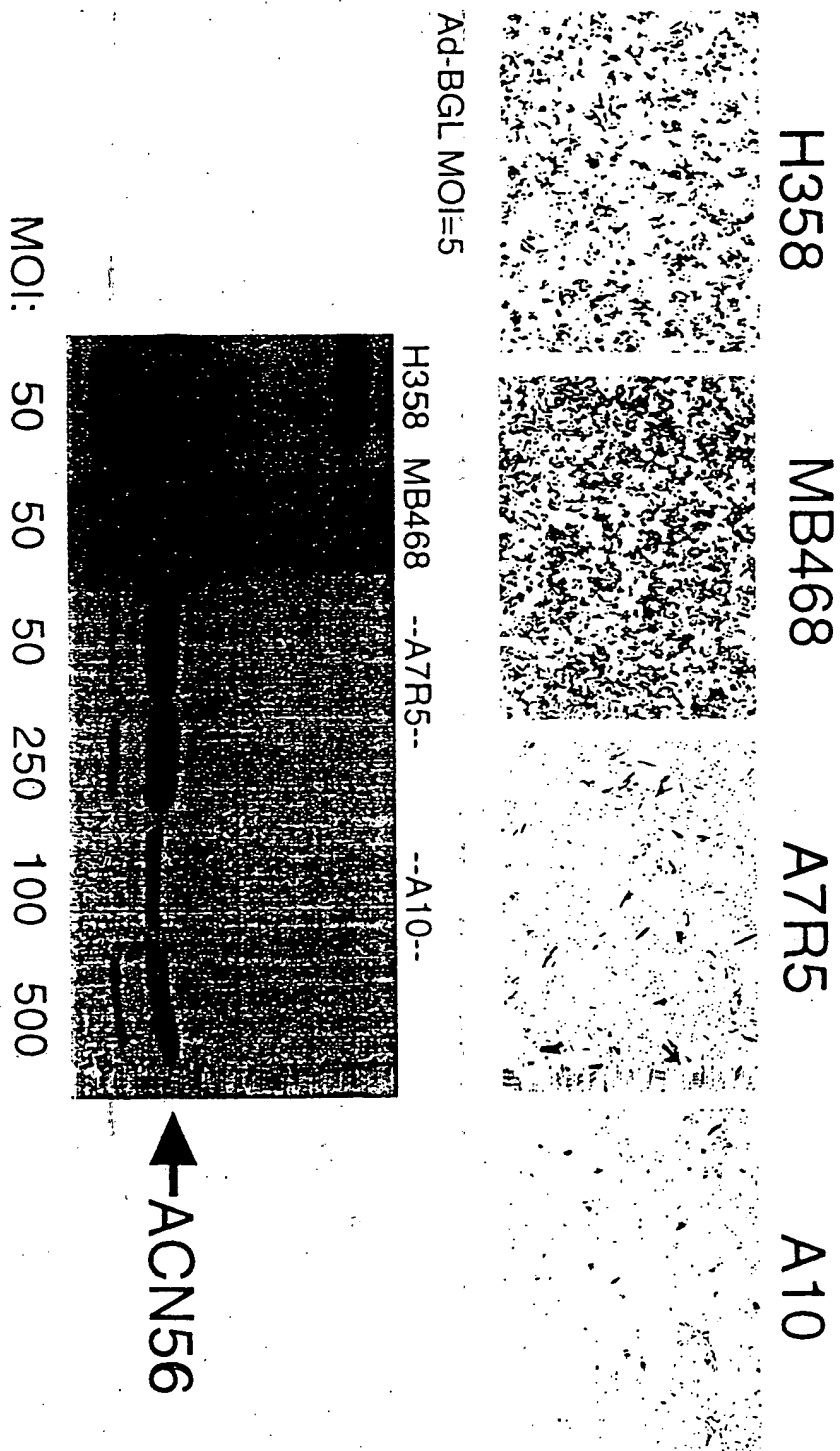 H358 MB468 A7R5 A10
Ad-BGL MOI=5
H358 MB468 --A7R5-- --A10--
ACN56
MOI: 50 50 50 250 100 500